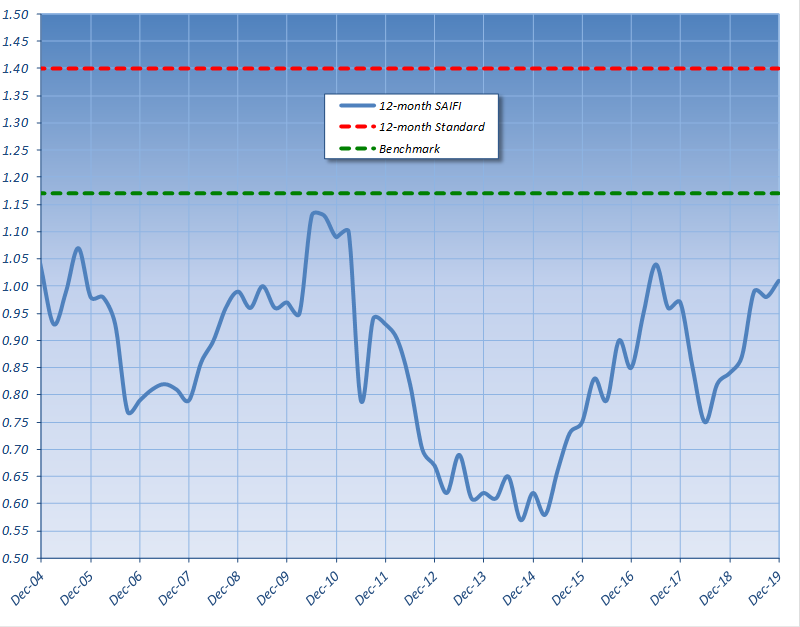 1.50
1.45
1.40
1.35
1.30
1.25
1.20
1.15
1.10
1.05
1.00
0.95
0.90
0.85
0.80
0.75
0.70
0.65
0.60
0.55
0.50
12-month SAIFI
12-month Standard
Benchmark
Dec-04
Dec-05
Dec-06
Dec-07
Dec-08
Dec-09
Dec-10
Dec-11
Dec-12
Dec-13
Dec-14
Dec-15
Dec-16
Dec-17
Dec-18
Dec-19